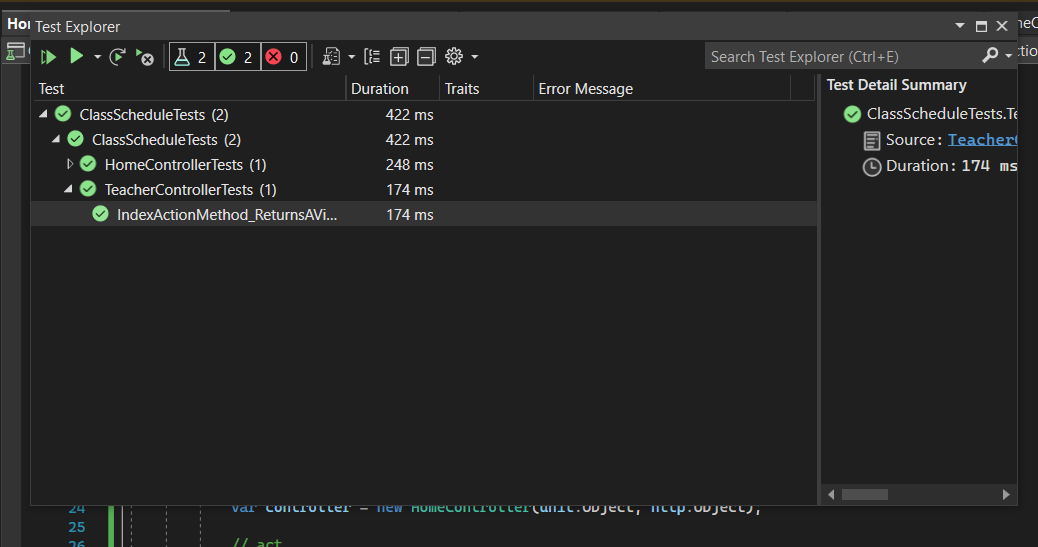 Ho
Test Explorer
meC
2 2 0
Search Test Explorer (Ctrl+E)
ctio
Test Duration Traits Error Message
Test Detail Summary
ClassScheduleTests (2) 422 ms
ClassScheduleTests (2) 422 ms
HomeControllerTests (1) 248 ms
TeacherControllerTests (1) 174 ms
IndexActionMethod_ReturnsAVi... 174 ms
ClassScheduleTests.Te
Source: Teacher
Duration: 174 ms
24 var controller = new HomeController(unit.Object, http.Object);
25
26 // act